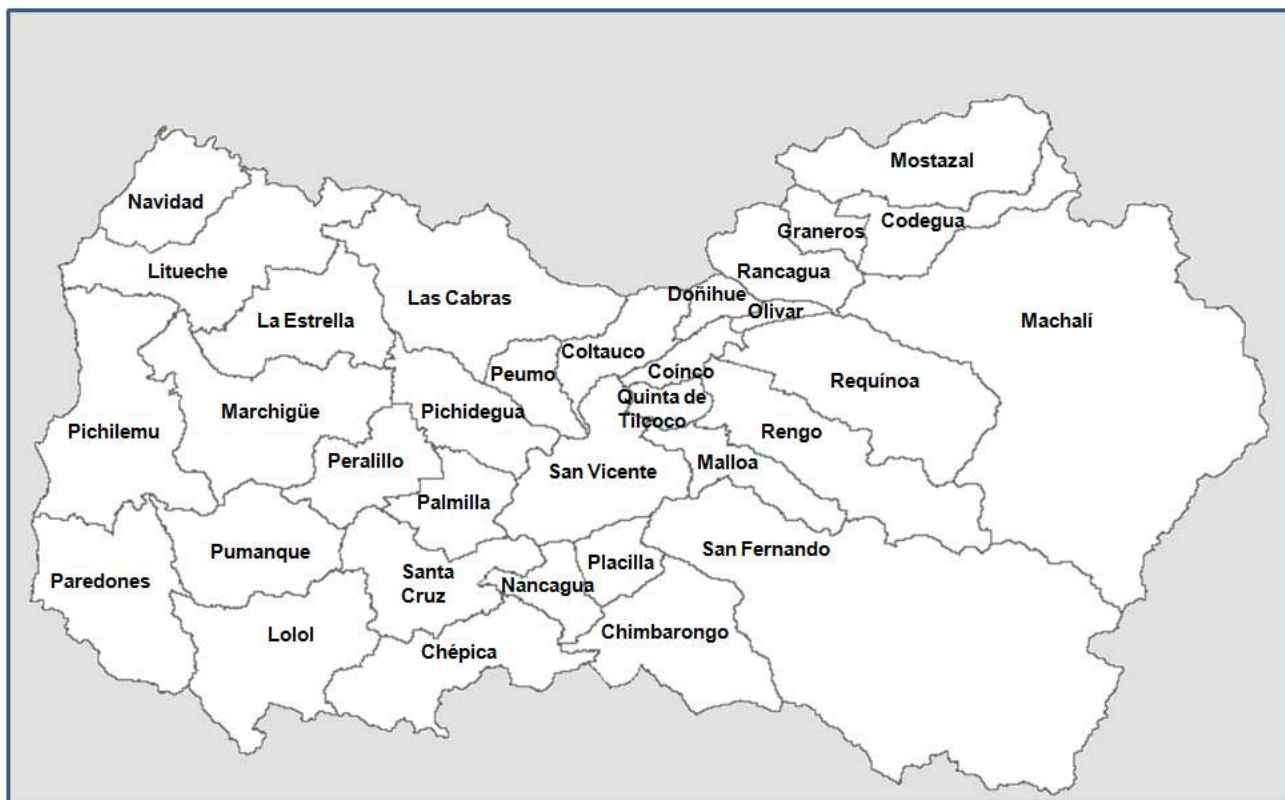 Mostazal
Navidad
Codegua
Graneros
Litueche
Rancagua
Las Cabras
Doñihue
Olivar
La Estrella
Machalí
Coltauco
Peumo
Coínco
Requínoa
Quinta de
Tilcoco
Marchigüe
Pichidegua
Pichilemu
Rengo
Peralillo
Malloa
San Vicente
Palmilla
Pumanque
San Fernando
Placilla
Paredones
Santa
Cruz
Nancagua
Lolol
Chimbarongo
Chépica